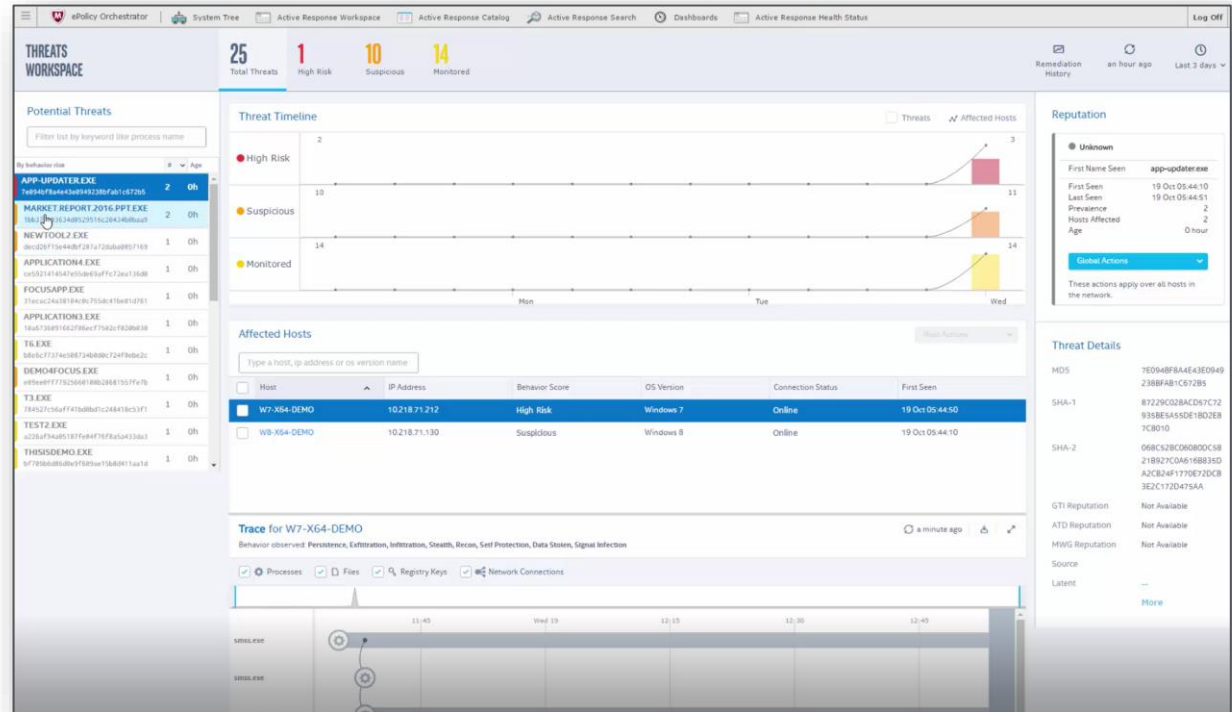 ePolicy Orchestrator System Tree Active Response Workspace Active Response Catalog Active Response Search Dashboards Active Response Health Status Log Off
THREATS
WORKSPACE
25
Total Threats
1
High Risk
10
Suspicious
14
Monitored
Remediation
History
an hour ago
Last 3 days
Potential Threats
Filter list by keyword like process name
By behavior risk # Age
APP-UPDATER.EXE 2 0h
MARKET.REPORT.2016.PPT.EXE 2 0h
NEWTOOL2.EXE 1 0h
APPLICATION4.EXE 1 0h
FOCUSAPP.EXE 1 0h
APPLICATION3.EXE 1 0h
T6.EXE 1 0h
DEMO4FOCUS.EXE 1 0h
T3.EXE 1 0h
TEST2.EXE 1 0h
THISISDEMO.EXE 1 0h
Threat Timeline
Threats Affected Hosts
2 3
High Risk
10 11
Suspicious
14 14
Monitored
Mon Tue Wed
Affected Hosts
Host Actions
Type a host, ip address or os version name
Host IP Address Behavior Score OS Version Connection Status First Seen
W7-X64-DEMO 10.218.71.212 High Risk Windows 7 Online 19 Oct 05:44:50
W8-X64-DEMO 10.218.71.130 Suspicious Windows 8 Online 19 Oct 05:44:10
Trace for W7-X64-DEMO
a minute ago
Behavior observed: Persistence, Exfiltration, Infiltration, Stealth, Recon, Self Protection, Data Stolen, Signal Infection
Processes Files Registry Keys Network Connections
11:45 Wed 19 12:15 12:30 12:45
smss.exe
smss.exe
Reputation
Unknown
First Name Seen app-updater.exe
First Seen 19 Oct 05:44:10
Last Seen 19 Oct 05:44:51
Prevalence 2
Hosts Affected 2
Age 0 hour
Global Actions
These actions apply over all hosts in
the network.
Threat Details
MD5 7E094BF8A4E43E0949
238BFAB1C672B5
SHA-1
SHA-2
GTI Reputation Not Available
ATD Reputation Not Available
MWG Reputation Not Available
Source
Latent --
More